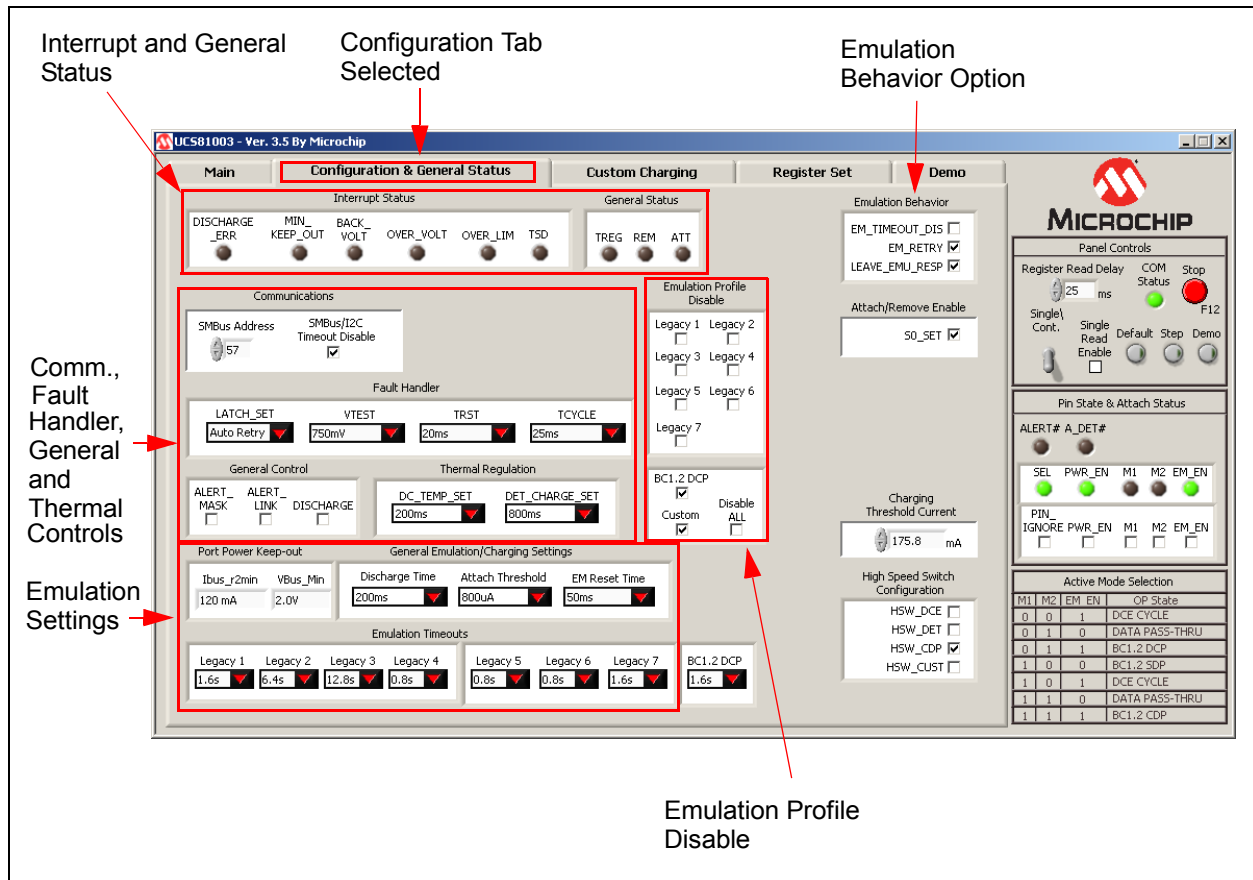 Interrupt and General
Status
Configuration Tab
Selected
Emulation
Behavior Option
UCS81003 - Ver. 3.5 By Microchip
Main
Configuration & General Status
Custom Charging
Register Set
Demo
Interrupt Status
DISCHARGE
_ERR
MIN_
KEEP_OUT
BACK_
VOLT
OVER_VOLT
OVER_LIM
TSD
General Status
TREG REM ATT
Emulation Behavior
EM_TIMEOUT_DIS
EM_RETRY
LEAVE_EMU_RESP
Attach/Remove Enable
S0_SET
Communications
SMBus Address
57
SMBus/I2C
Timeout Disable
Fault Handler
LATCH_SET
Auto Retry
VTEST
750mV
TRST
20ms
TCYCLE
25ms
General Control
ALERT_
MASK
ALERT_
LINK
DISCHARGE
Thermal Regulation
DC_TEMP_SET
200ms
DET_CHARGE_SET
800ms
Emulation Profile
Disable
Legacy 1 Legacy 2
Legacy 3 Legacy 4
Legacy 5 Legacy 6
Legacy 7
BC1.2 DCP
Custom
Disable
ALL
Comm.,
Fault
Handler,
General
and
Thermal
Controls
Emulation
Settings
Port Power Keep-out
Ibus_r2min
120 mA
VBus_Min
2.0V
General Emulation/Charging Settings
Discharge Time
200ms
Attach Threshold
800uA
EM Reset Time
50ms
Emulation Timeouts
Legacy 1 Legacy 2 Legacy 3 Legacy 4 Legacy 5 Legacy 6 Legacy 7 BC1.2 DCP
1.6s 6.4s 12.8s 0.8s 0.8s 0.8s 1.6s 1.6s
Charging
Threshold Current
175.8 mA
High Speed Switch
Configuration
HSW_DCE
HSW_DET
HSW_CDP
HSW_CUST
MICROCHIP
Panel Controls
Register Read Delay
25 ms
COM
Status
Stop
F12
Single\
Cont.
Single
Read
Enable
Default Step Demo
Pin State & Attach Status
ALERT# A_DET#
SEL PWR_EN M1 M2 EM_EN
PIN_
IGNORE PWR_EN M1 M2 EM_EN
Active Mode Selection
M1 M2 EM EN OP State
0 0 1 DCE CYCLE
0 1 0 DATA PASS-THRU
0 1 1 BC1.2 DCP
1 0 0 BC1.2 SDP
1 0 1 DCE CYCLE
1 1 0 DATA PASS-THRU
1 1 1 BC1.2 CDP
Emulation Profile
Disable